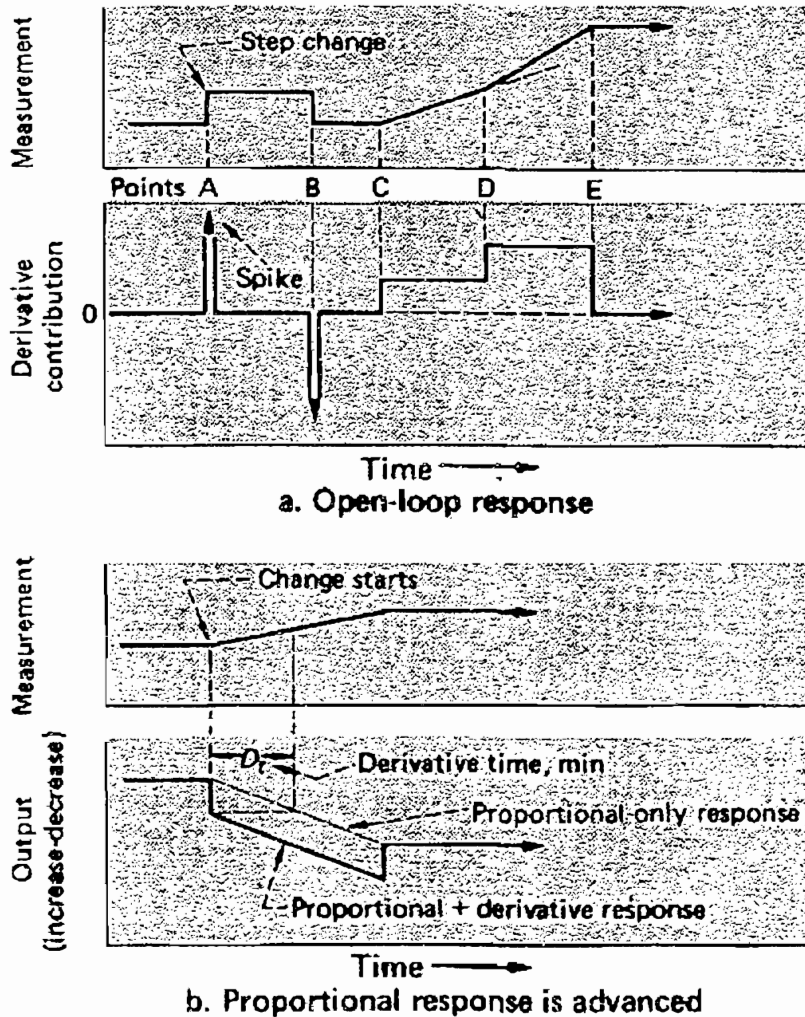 Measurement
Step change
Points A B C D E
Derivative
contribution
0
Spike
Time
a. Open-loop response
Measurement
Change starts
Output
(increase-decrease)
Dτ
Derivative time, min
Proportional-only response
Proportional + derivative response
Time
b. Proportional response is advanced